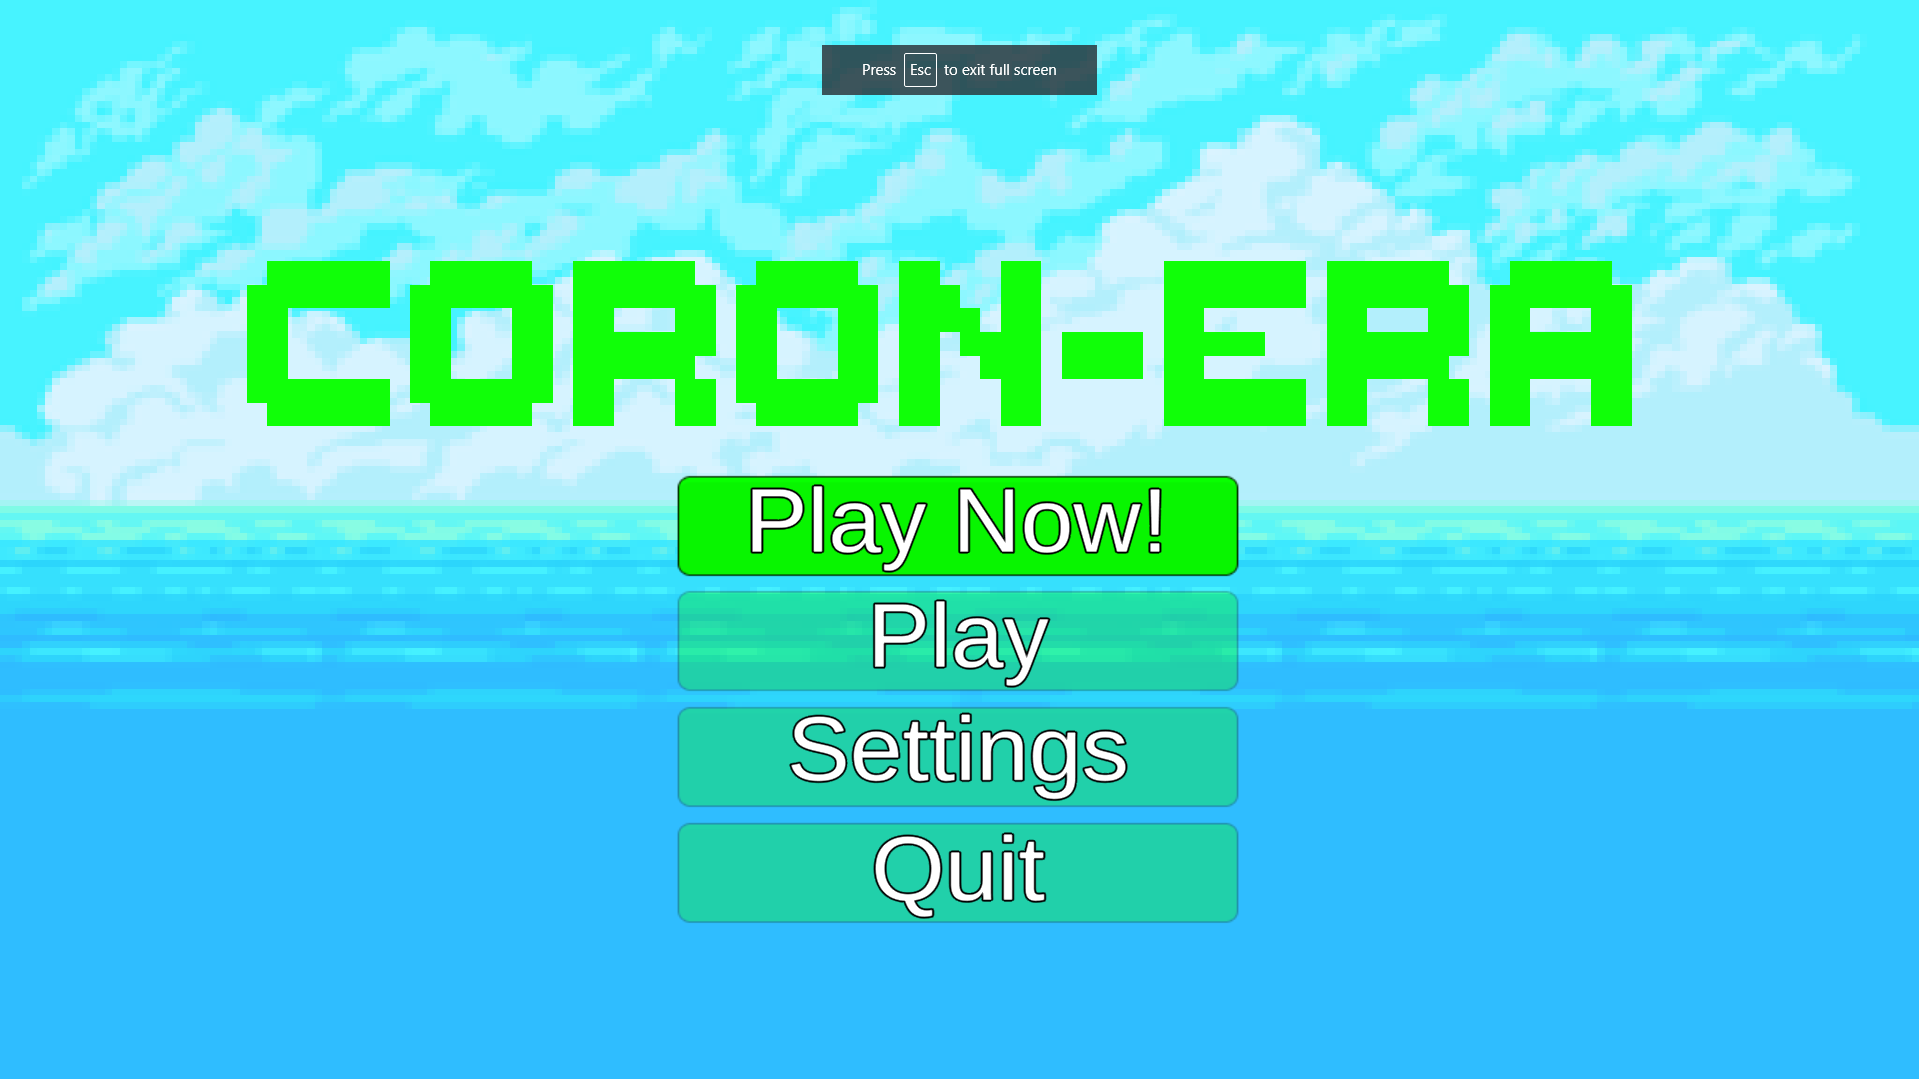 Press Esc to exit full screen
CORON-ERA
Play Now!
Play
Settings
Quit